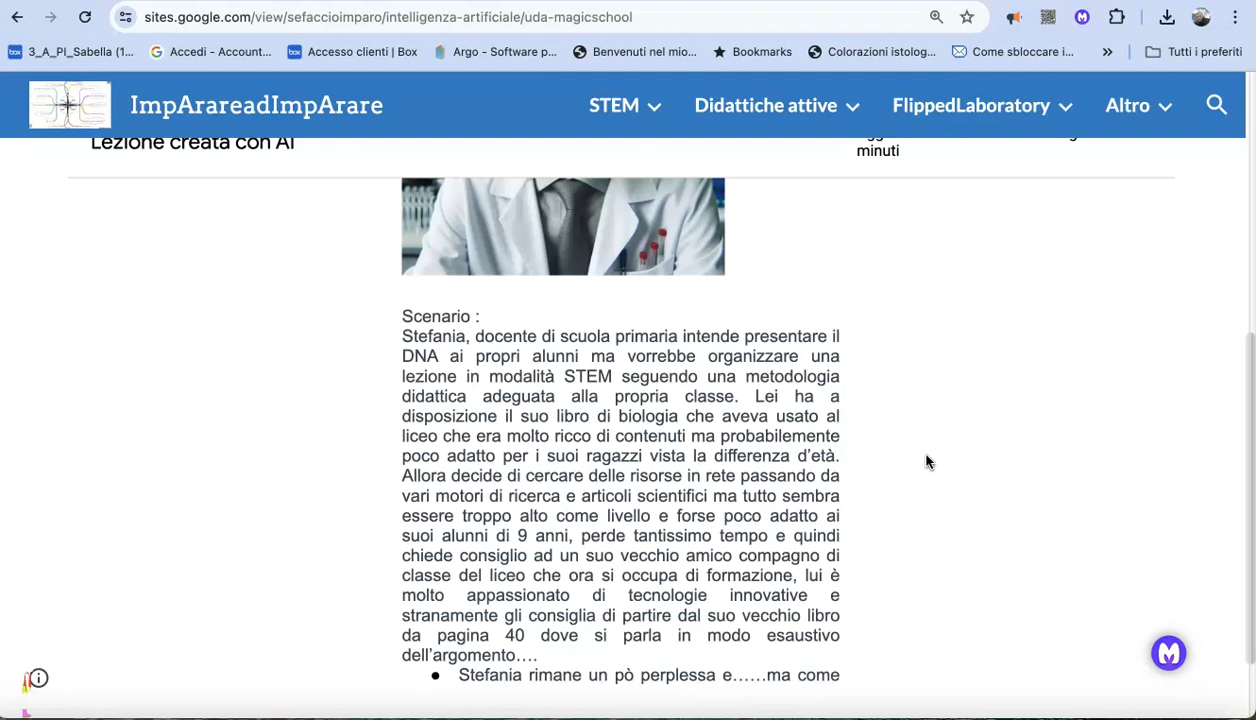 sites.google.com/view/sefaccioimparo/intelligenza-artificiale/uda-magicschool
3_A_PI_Sabella (1...
Accedi - Account...
Accesso clienti | Box
Argo - Software p...
Benvenuti nel mio...
Bookmarks
Colorazioni istolog...
Come sbloccare i...
Tutti i preferiti
ImpArareadImpArare
STEM
Didattiche attive
FlippedLaboratory
Altro
Lezione creata con AI
minuti
Scenario :
Stefania, docente di scuola primaria intende presentare il
DNA ai propri alunni ma vorrebbe organizzare una
lezione in modalità STEM seguendo una metodologia
didattica adeguata alla propria classe. Lei ha a
disposizione il suo libro di biologia che aveva usato al
liceo che era molto ricco di contenuti ma probabilmente
poco adatto per i suoi ragazzi vista la differenza d'età.
Allora decide di cercare delle risorse in rete passando da
vari motori di ricerca e articoli scientifici ma tutto sembra
essere troppo alto come livello e forse poco adatto ai
suoi alunni di 9 anni, perde tantissimo tempo e quindi
chiede consiglio ad un suo vecchio amico compagno di
classe del liceo che ora si occupa di formazione, lui è
molto appassionato di tecnologie innovative e
stranamente gli consiglia di partire dal suo vecchio libro
da pagina 40 dove si parla in modo esaustivo
dell'argomento....
● Stefania rimane un pò perplessa e......ma come